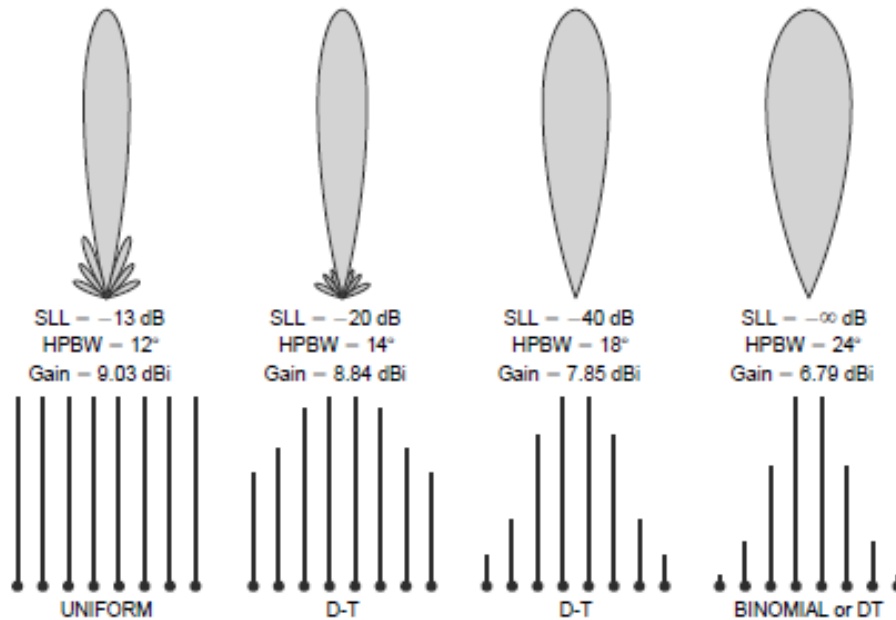 SLL = −13 dB
HPBW = 12°
Gain = 9.03 dBi
UNIFORM
SLL = −20 dB
HPBW = 14°
Gain = 8.84 dBi
D-T
SLL = −40 dB
HPBW = 18°
Gain = 7.85 dBi
D-T
SLL = −∞ dB
HPBW = 24°
Gain = 6.79 dBi
BINOMIAL or DT